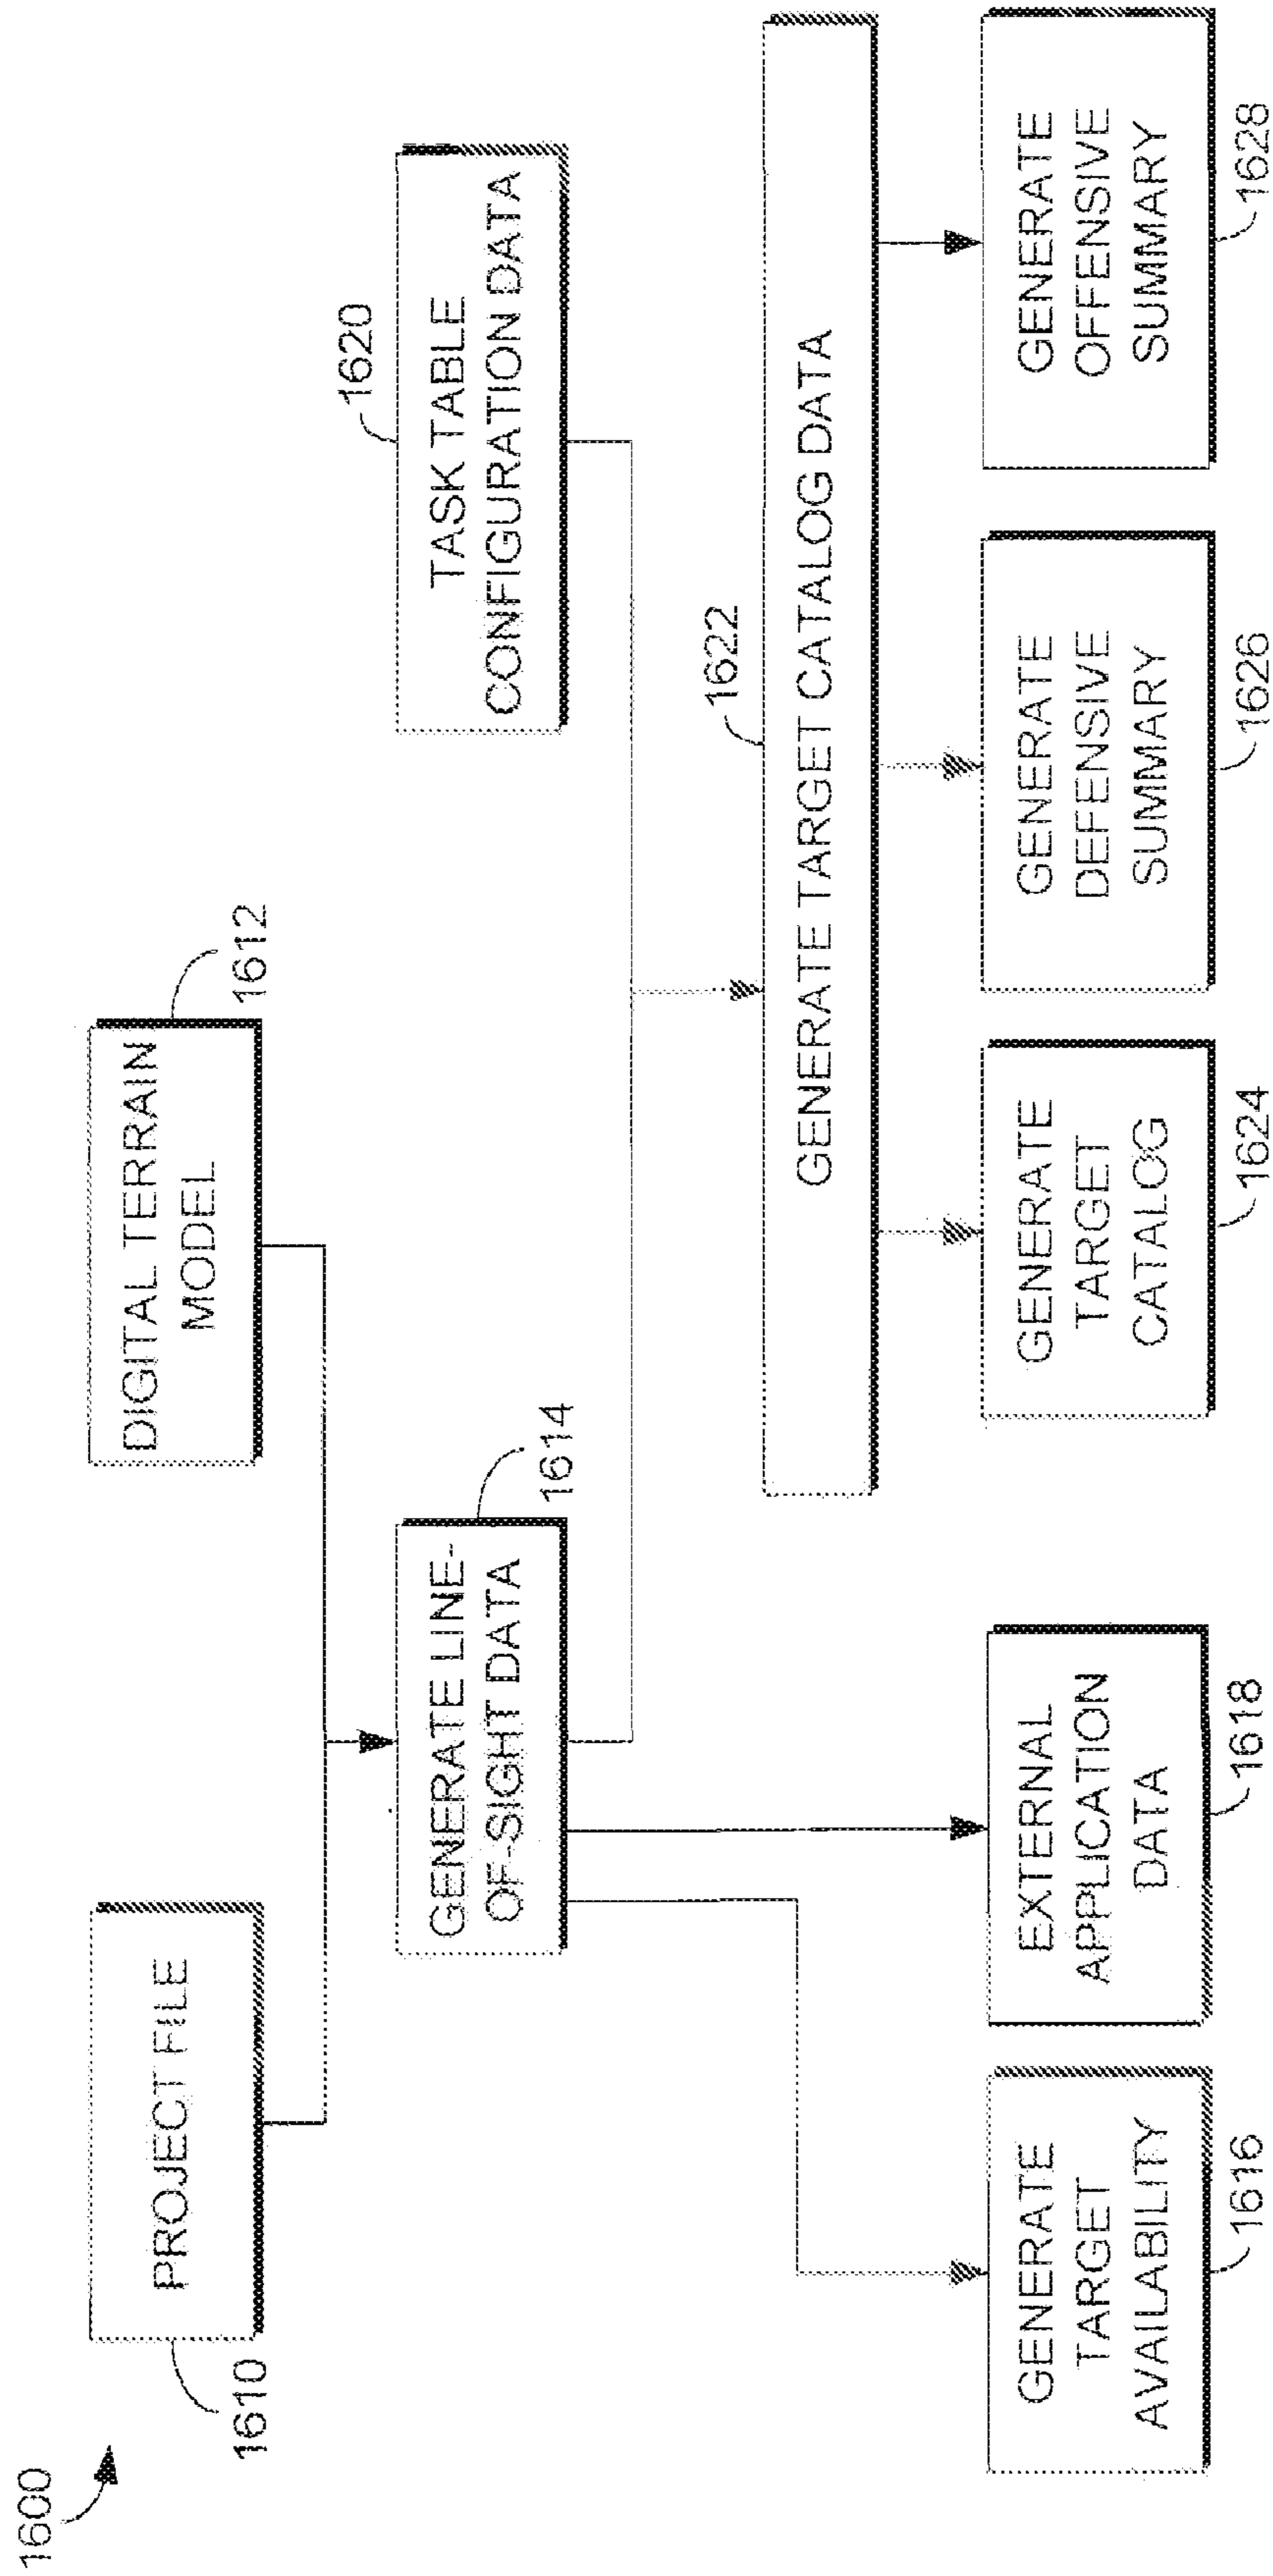 1600
1610
PROJECT FILE
DIGITAL TERRAIN
MODEL
1612
GENERATE LINE-
OF-SIGHT DATA
1614
1620
TASK TABLE
CONFIGURATION DATA
1622
GENERATE TARGET CATALOG DATA
GENERATE
TARGET
AVAILABILITY
1616
EXTERNAL
APPLICATION
DATA
1618
GENERATE
TARGET
CATALOG
1624
GENERATE
DEFENSIVE
SUMMARY
1626
GENERATE
OFFENSIVE
SUMMARY
1628